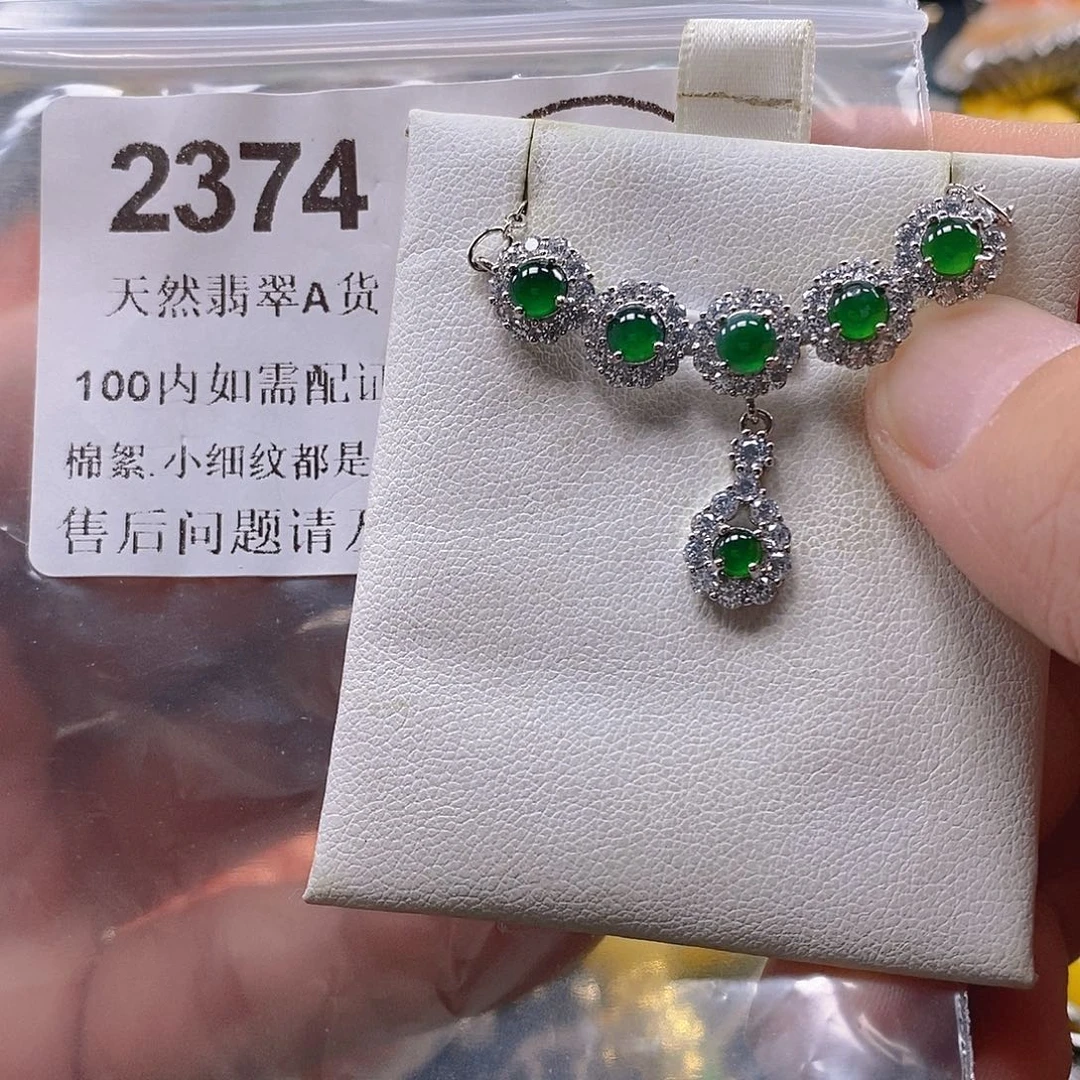 2374
天然翡翠A货
100内如需配证
棉絮.小细纹都是
售后问题请